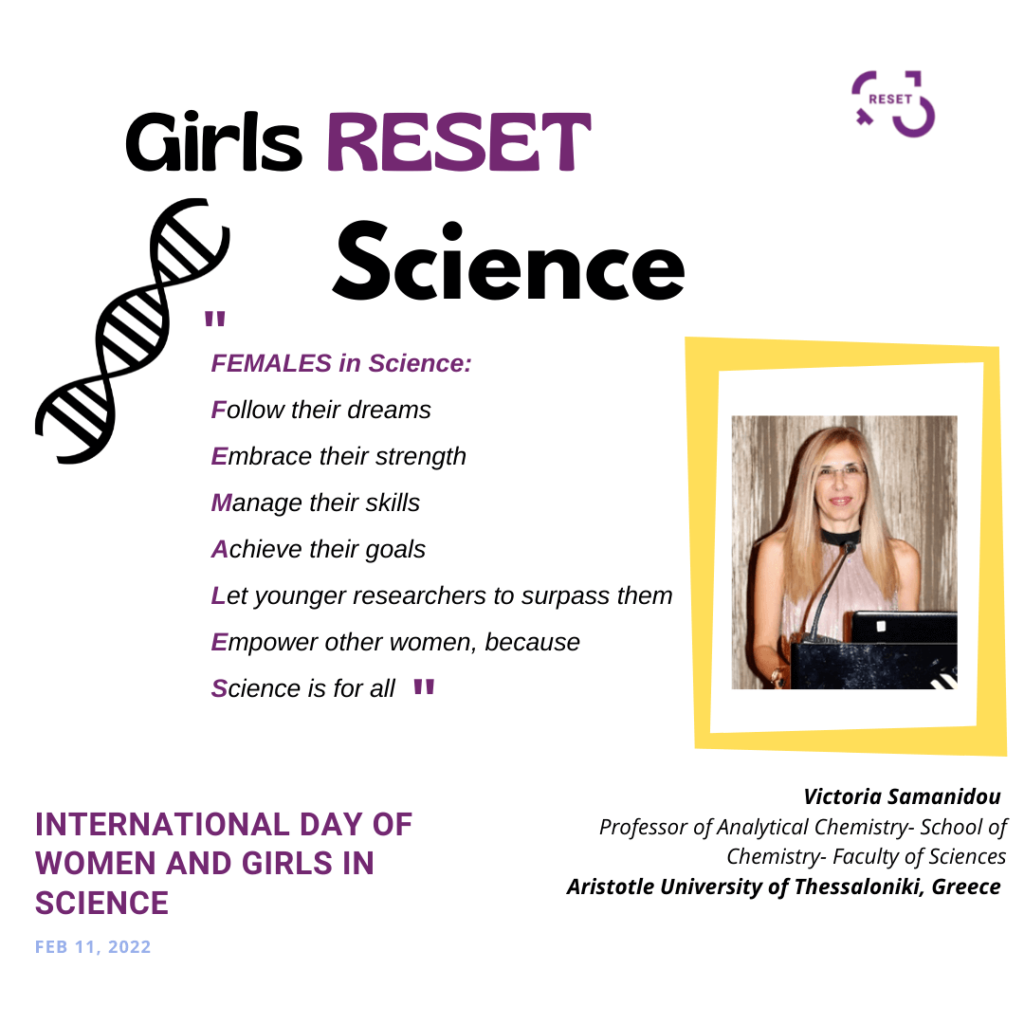 RESET
Girls RESET
Science
"
FEMALES in Science:
Follow their dreams
Embrace their strength
Manage their skills
Achieve their goals
Let younger researchers to surpass them
Empower other women, because
Science is for all "
Victoria Samanidou
Professor of Analytical Chemistry- School of
Chemistry- Faculty of Sciences
Aristotle University of Thessaloniki, Greece
INTERNATIONAL DAY OF
WOMEN AND GIRLS IN
SCIENCE
FEB 11, 2022